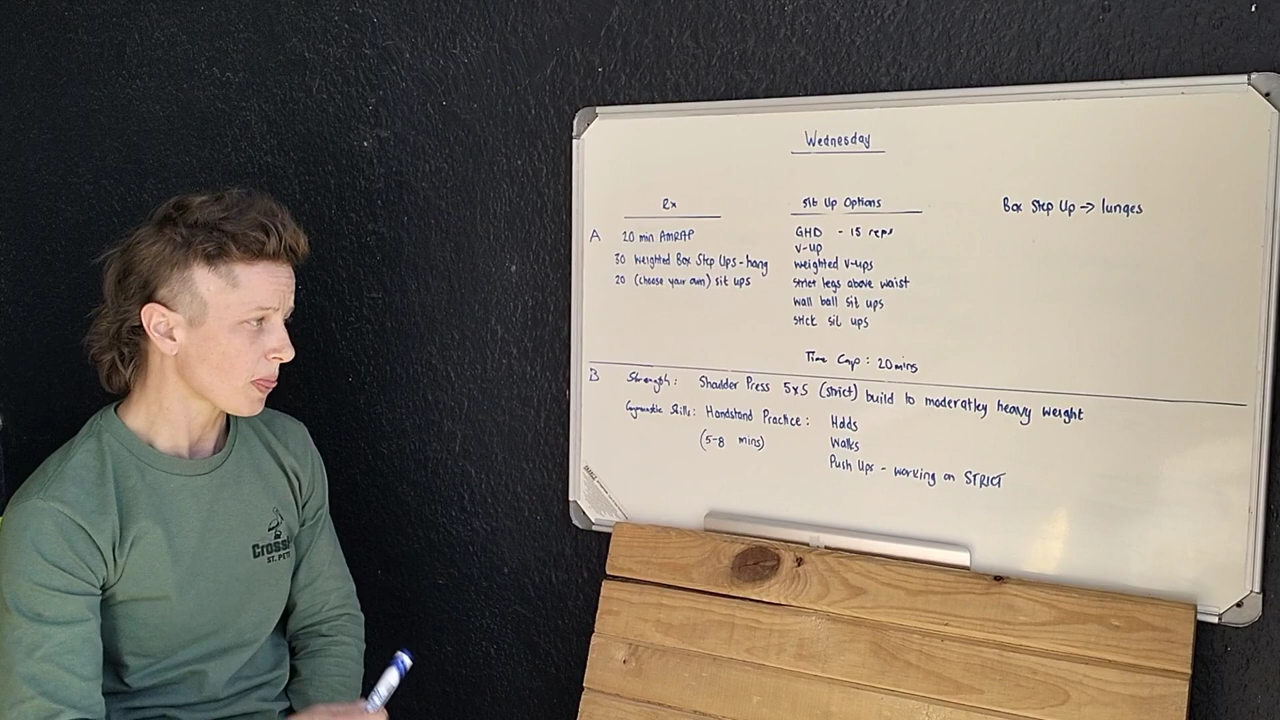 Wednesday
Rx
A 20 min AMRAP
30 Weighted Box Step Ups - hang
20 (choose your own) sit ups
Sit Up Options
GHD - 15 reps
V-up
weighted V-ups
strict legs above waist
wall ball sit ups
stick sit ups
Time Cap : 20mins
Box Step Up → lunges
B Strength: Shoulder Press 5x5 (strict) build to moderatley heavy weight
Gymnastic Skills: Handstand Practice : Holds
(5-8 mins) Walks
Push Ups - working on STRICT
ST. PET